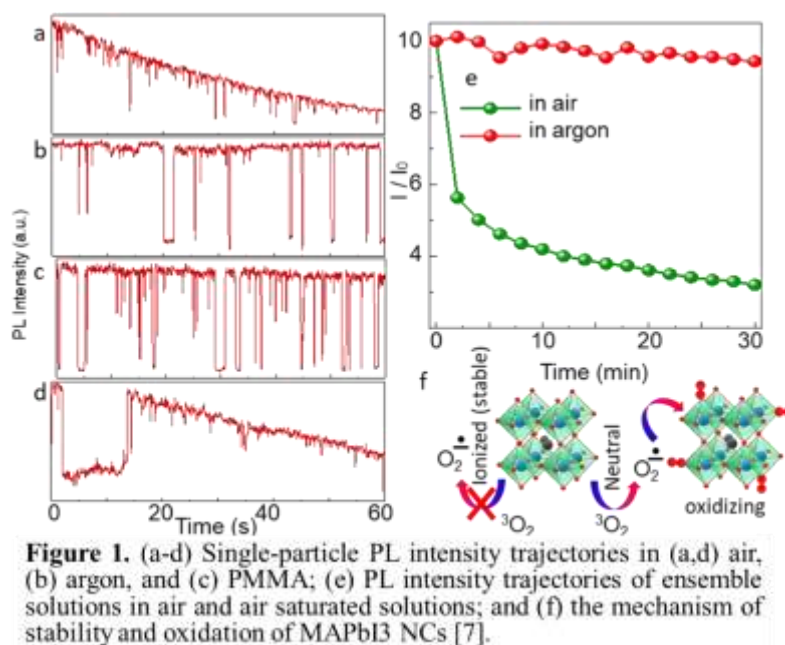 a
b
c
d
PL Intensity (a.u.)
0 20 40 60
Time (s)
10
8
6
4
I / I₀
e
in air
in argon
0 10 20 30
Time (min)
f
Ionized (stable)
O₂•̲
³O₂
Neutral
³O₂
O₂•̲
oxidizing
Figure 1. (a-d) Single-particle PL intensity trajectories in (a,d) air,
(b) argon, and (c) PMMA; (e) PL intensity trajectories of ensemble
solutions in air and air saturated solutions; and (f) the mechanism of
stability and oxidation of MAPbI3 NCs [7].